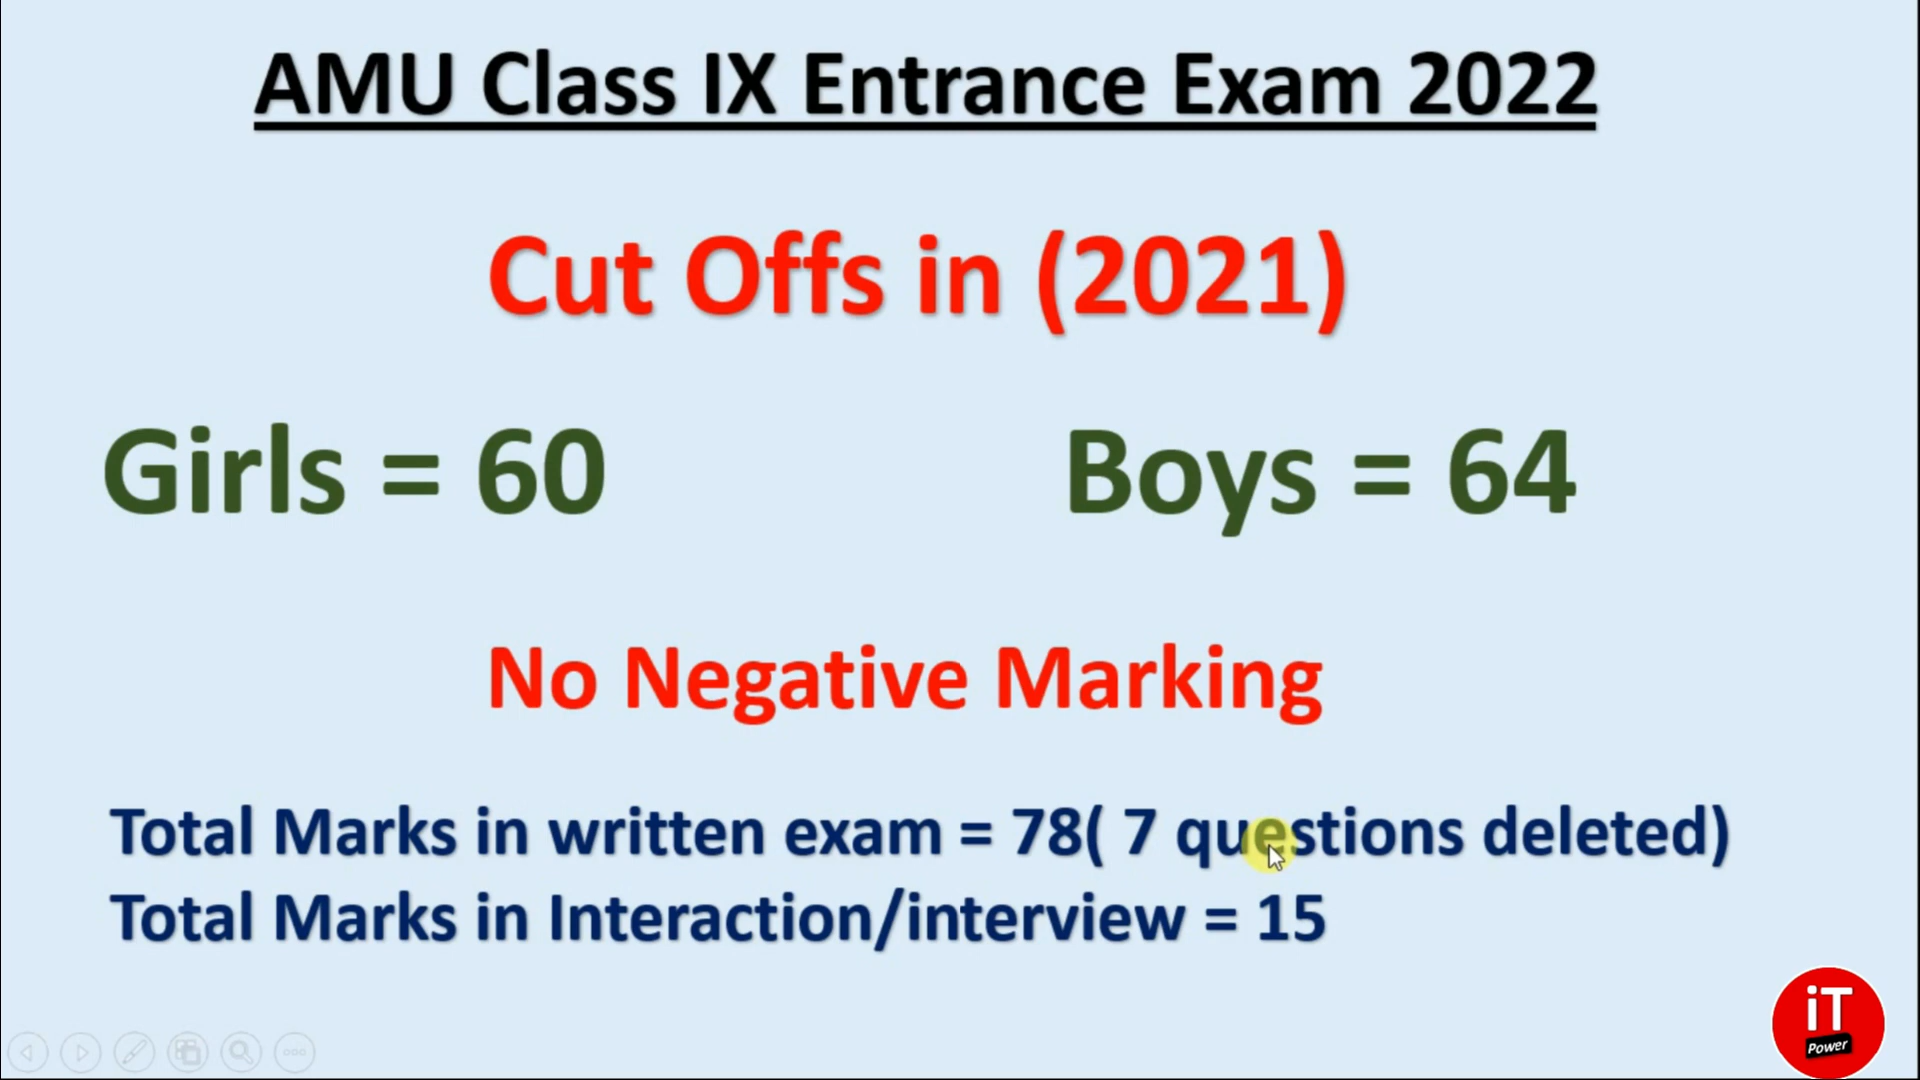 AMU Class IX Entrance Exam 2022
Cut Offs in (2021)
Girls = 60
Boys = 64
No Negative Marking
Total Marks in written exam = 78( 7 questions deleted)
Total Marks in Interaction/interview = 15
iT
Power